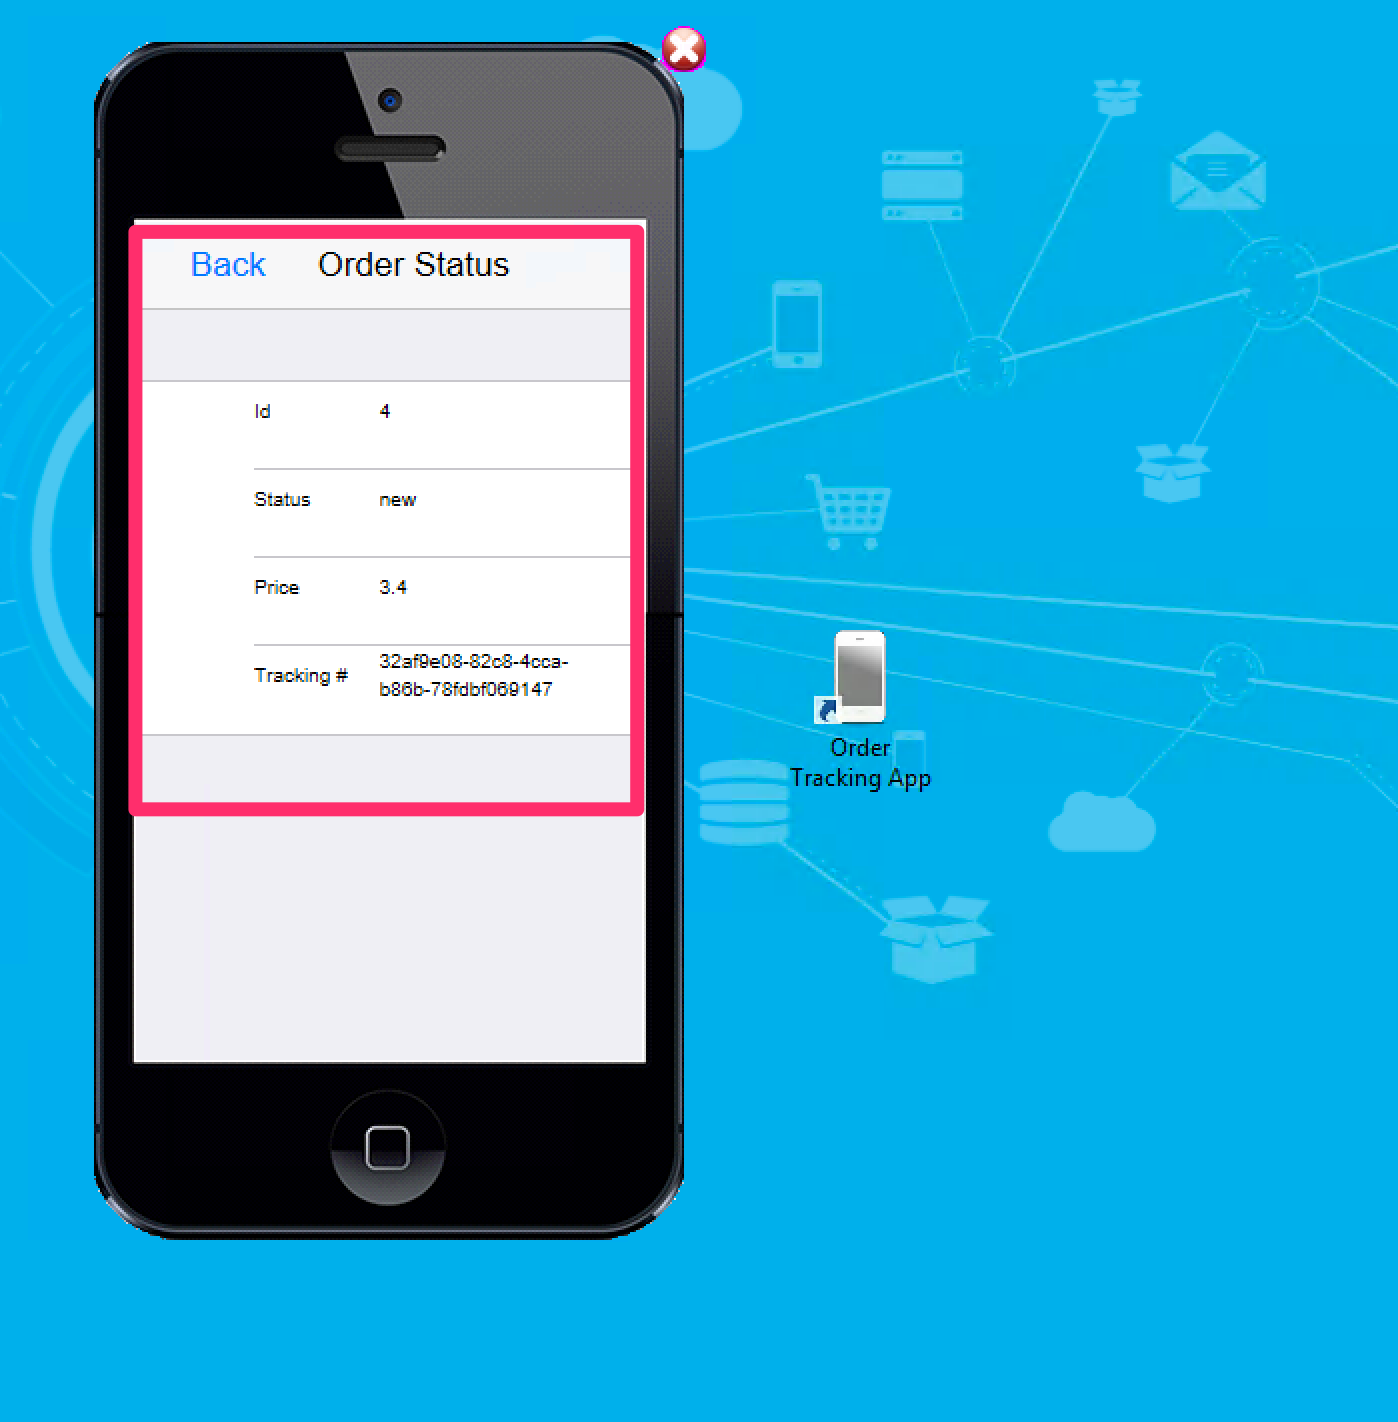 Back Order Status
Id 4
Status new
Price 3.4
Tracking # 32af9e08-82c8-4cca-
b86b-78fdbf069147
Order
Tracking App